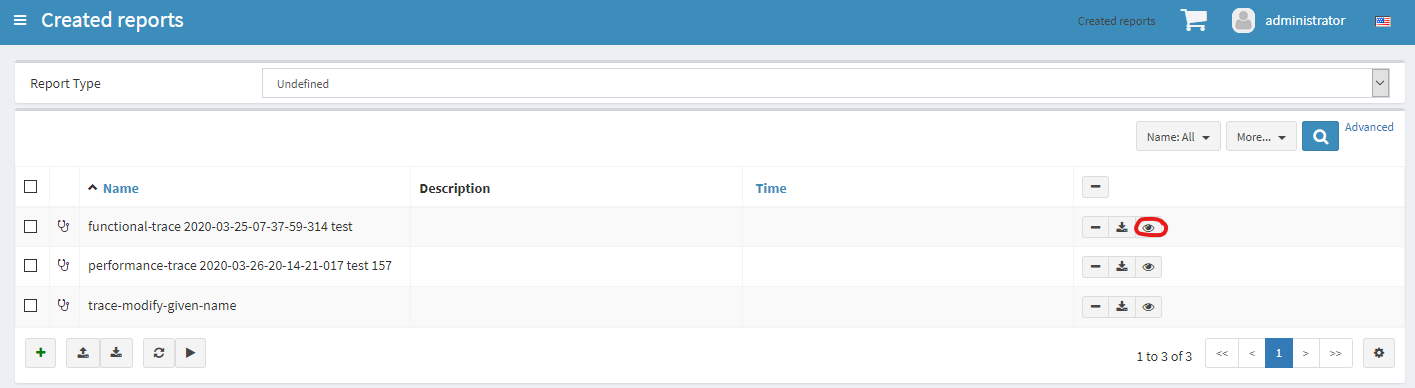 Created reports
Created reports
administrator
Report Type
Undefined
Name: All
More...
Advanced
Name
Description
Time
functional-trace 2020-03-25-07-37-59-314 test
performance-trace 2020-03-26-20-14-21-017 test 157
trace-modify-given-name
1 to 3 of 3
<<
<
1
>
>>